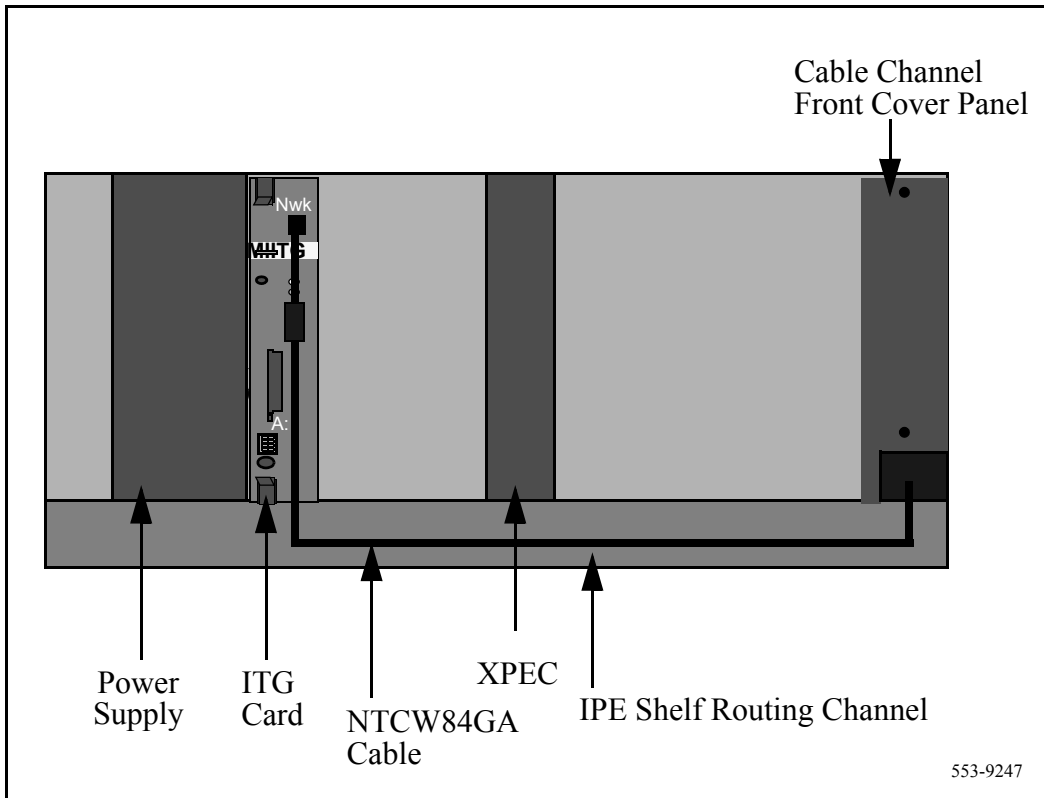 Cable Channel
Front Cover Panel
Nwk
A:
Power
Supply
ITG
Card
NTCW84GA
Cable
XPEC
IPE Shelf Routing Channel
553-9247